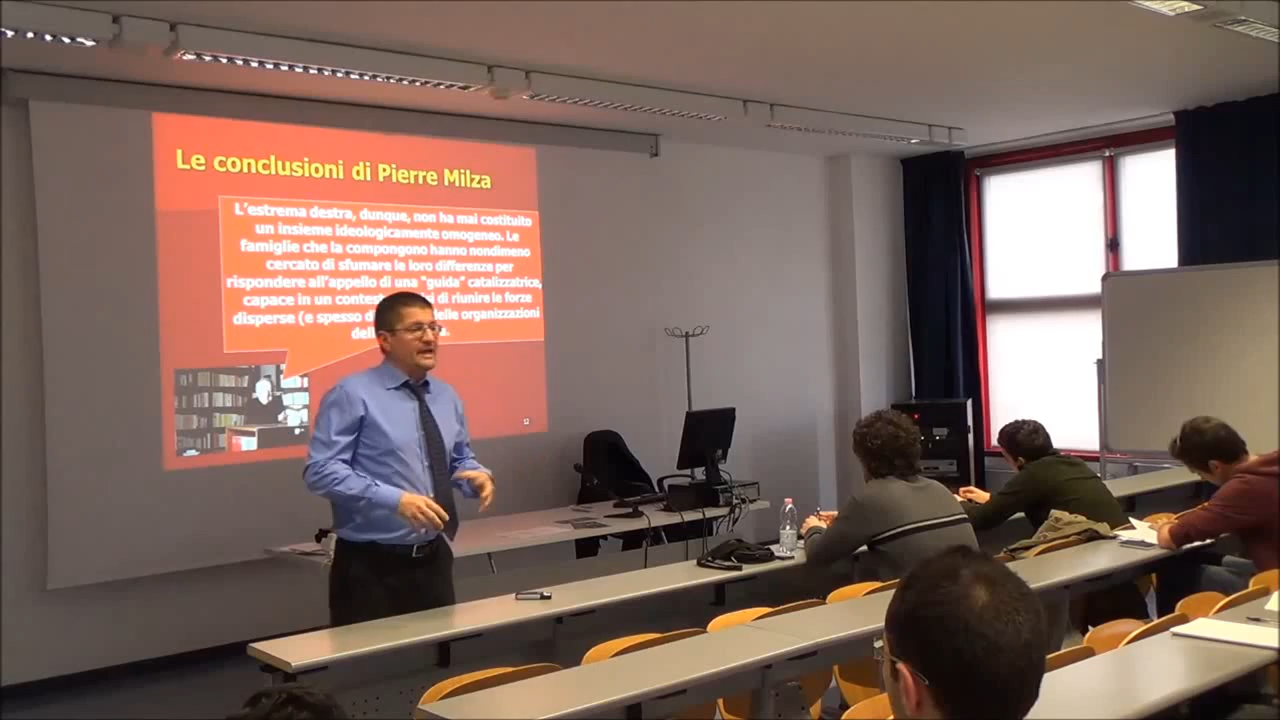 Le conclusioni di Pierre Milza
L'estrema destra, dunque, non ha mai costituito
un insieme ideologicamente omogeneo. Le
famiglie che la compongono hanno nondimeno
cercato di sfumare le loro differenze per
rispondere all'appello di una "guida" catalizzatrice,
capace in un contesto di riunire le forze
disperse (e spesso delle organizzazioni
12